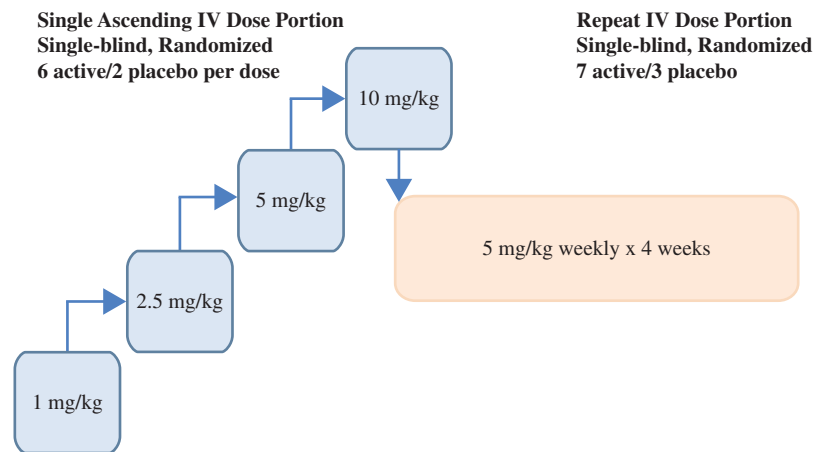 Single Ascending IV Dose Portion
Single-blind, Randomized
6 active/2 placebo per dose
Repeat IV Dose Portion
Single-blind, Randomized
7 active/3 placebo
10 mg/kg
5 mg/kg
5 mg/kg weekly x 4 weeks
2.5 mg/kg
1 mg/kg